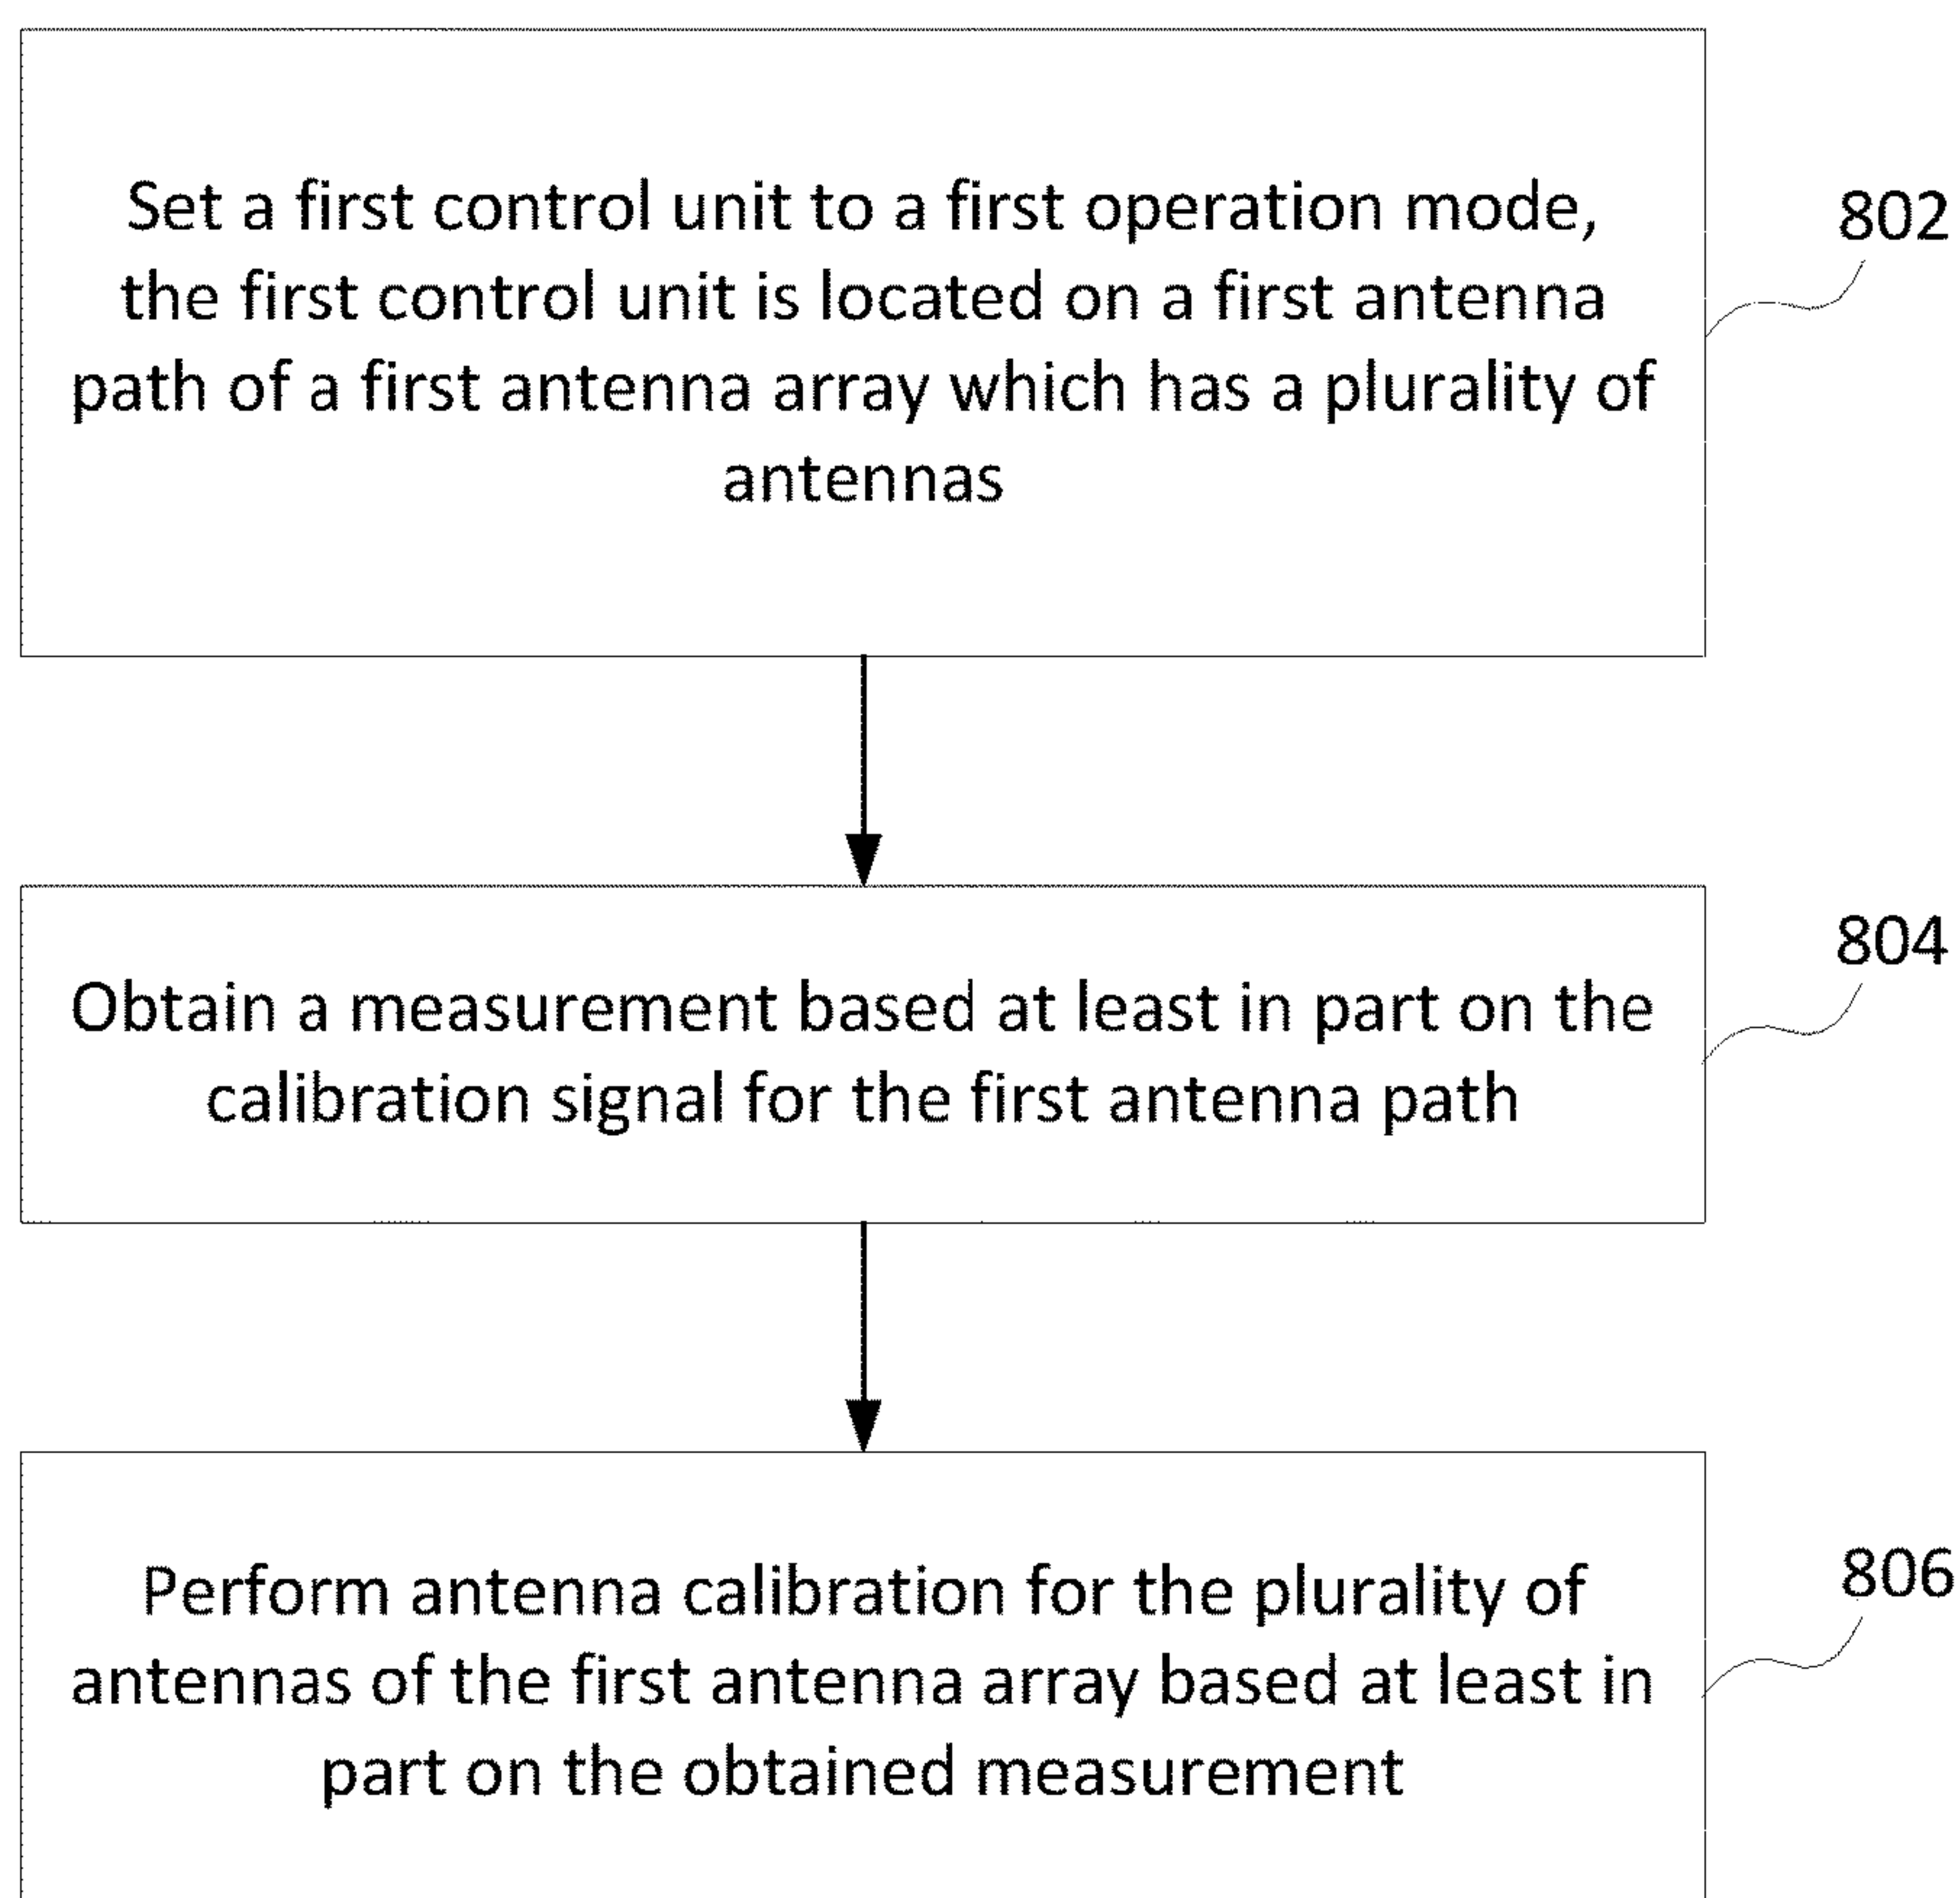 Set a first control unit to a first operation mode,
the first control unit is located on a first antenna
path of a first antenna array which has a plurality of
antennas
802
Obtain a measurement based at least in part on the
calibration signal for the first antenna path
804
Perform antenna calibration for the plurality of
antennas of the first antenna array based at least in
part on the obtained measurement
806